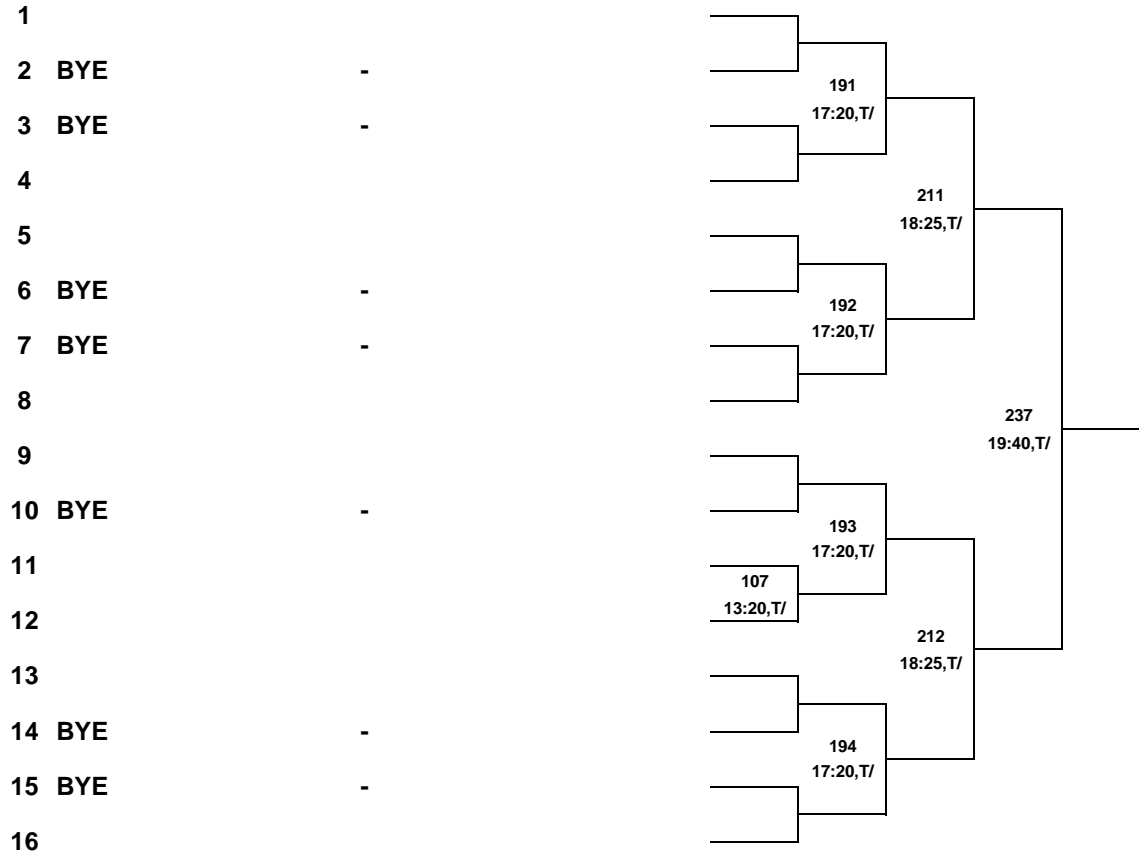 1
2 BYE -
191
17:20,T/
3 BYE -
4
211
18:25,T/
5
6 BYE -
192
17:20,T/
7 BYE -
8
237
19:40,T/
9
10 BYE -
193
17:20,T/
11
107
13:20,T/
12
212
18:25,T/
13
14 BYE -
194
17:20,T/
15 BYE -
16